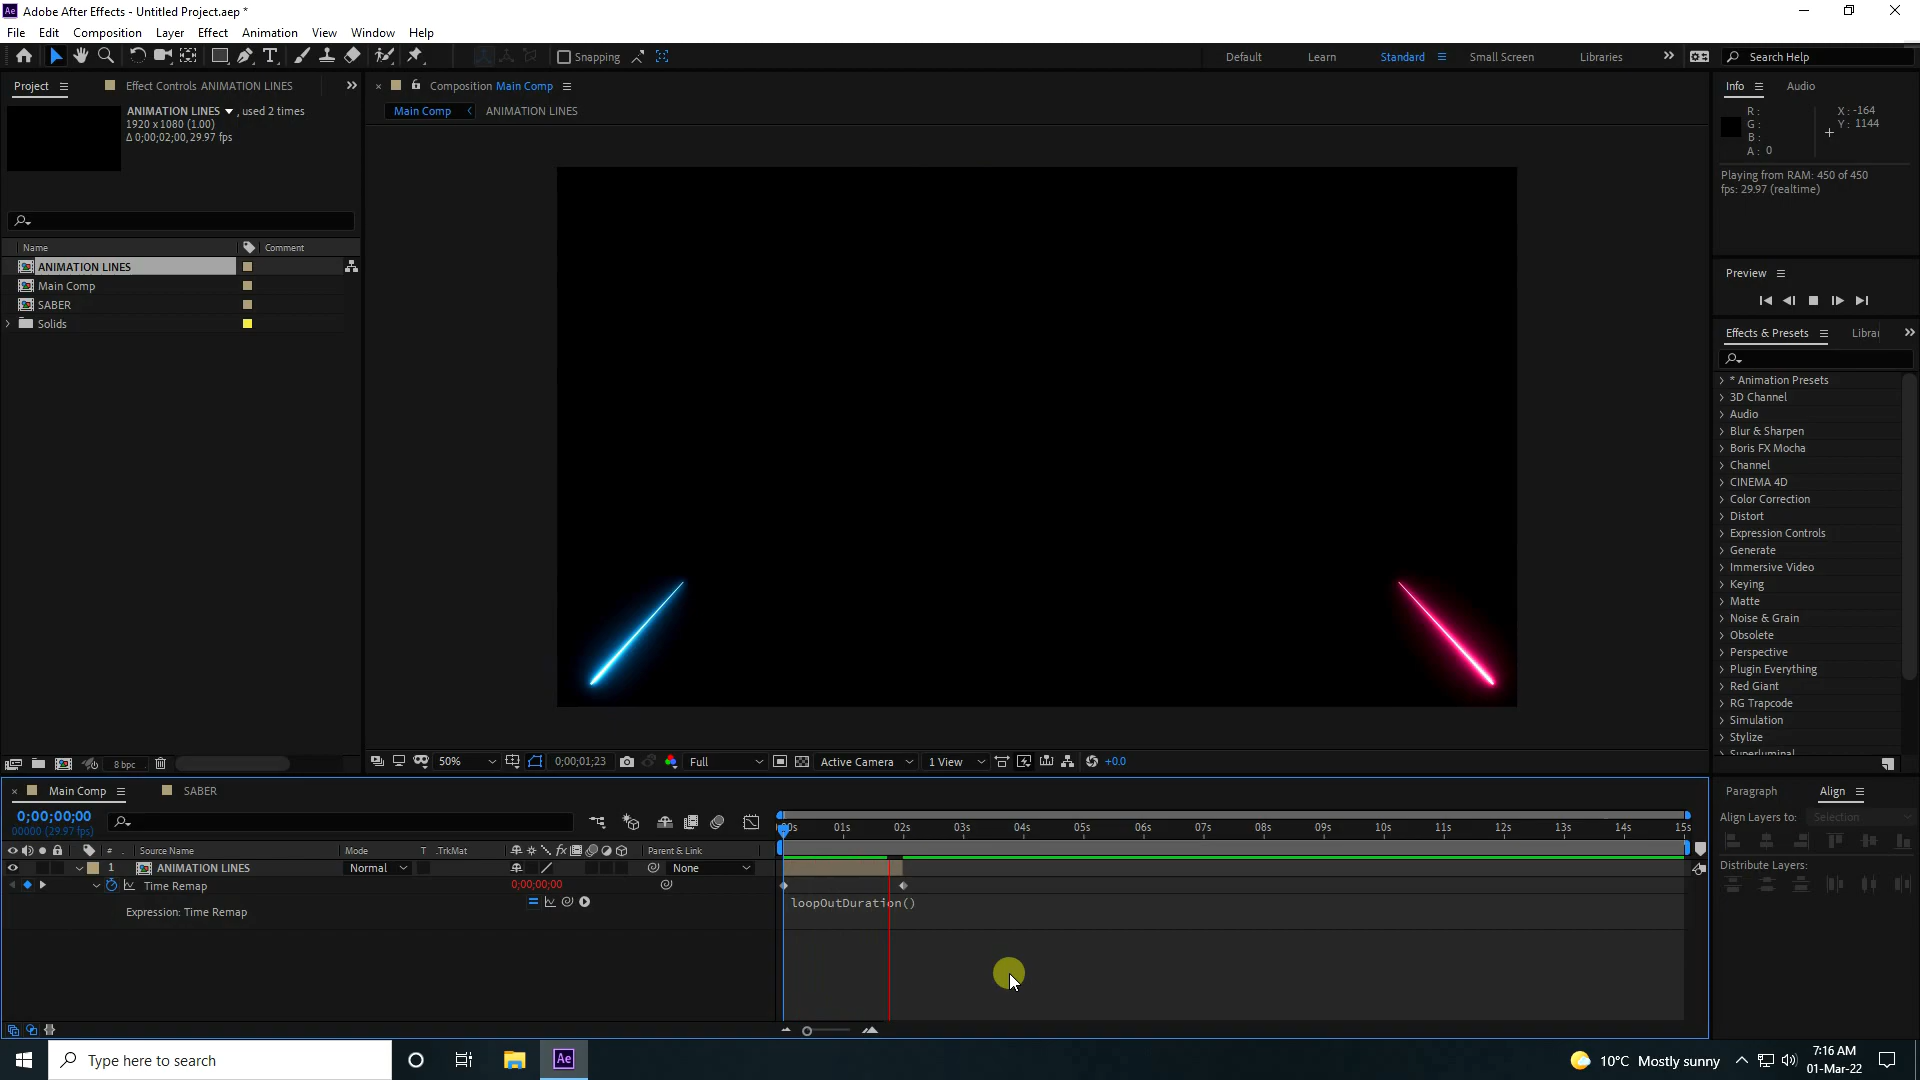 Adobe After Effects - Untitled Project.aep *
File Edit Composition Layer Effect Animation View Window Help
Snapping
Default Learn Standard Small Screen Libraries
Search Help
Project
Effect Controls ANIMATION LINES
ANIMATION LINES , used 2 times
1920 x 1080 (1.00)
Δ 0;00;02;00, 29.97 fps
Name Comment
ANIMATION LINES
Main Comp
SABER
Solids
8 bpc
Composition Main Comp
Main Comp ANIMATION LINES
50% 0;00;01;23 Full Active Camera 1 View +0.0
Info Audio
R: X: -164
G: Y: 1144
B:
A: 0
Playing from RAM: 450 of 450
fps: 29.97 (realtime)
Preview
Effects & Presets Librar
* Animation Presets
3D Channel
Audio
Blur & Sharpen
Boris FX Mocha
Channel
CINEMA 4D
Color Correction
Distort
Expression Controls
Generate
Immersive Video
Keying
Matte
Noise & Grain
Obsolete
Perspective
Plugin Everything
Red Giant
RG Trapcode
Simulation
Stylize
Superluminal
Main Comp SABER
0;00;00;00
00000 (29.97 fps)
# Source Name Mode T .TrkMat Parent & Link
1 ANIMATION LINES Normal None
Time Remap 0;00;00;00
Expression: Time Remap
00s 01s 02s 03s 04s 05s 06s 07s 08s 09s 10s 11s 12s 13s 14s 15s
loopOutDuration()
Paragraph Align
Align Layers to: Selection
Distribute Layers:
Type here to search
Ae
10°C Mostly sunny
7:16 AM
01-Mar-22